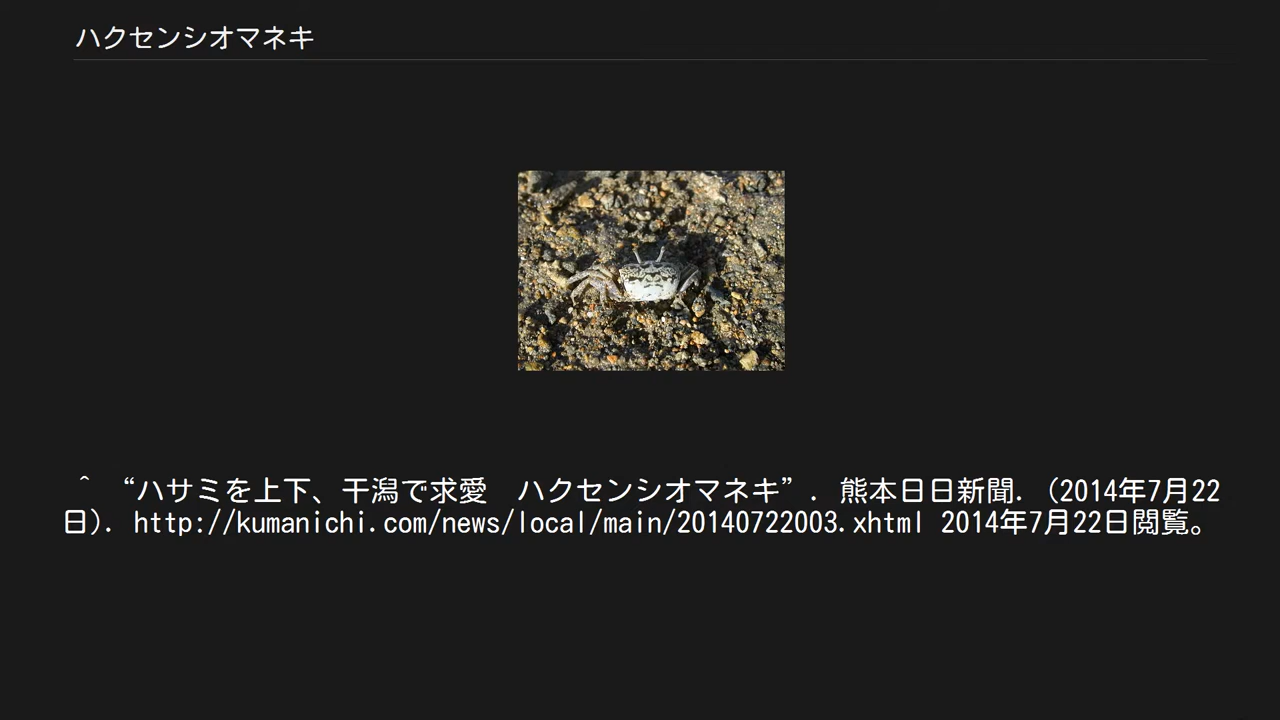 ハクセンシオマネキ
^ “ハサミを上下、干潟で求愛　ハクセンシオマネキ”. 熊本日日新聞. (2014年7月22
日). http://kumanichi.com/news/local/main/20140722003.xhtml 2014年7月22日閲覧。